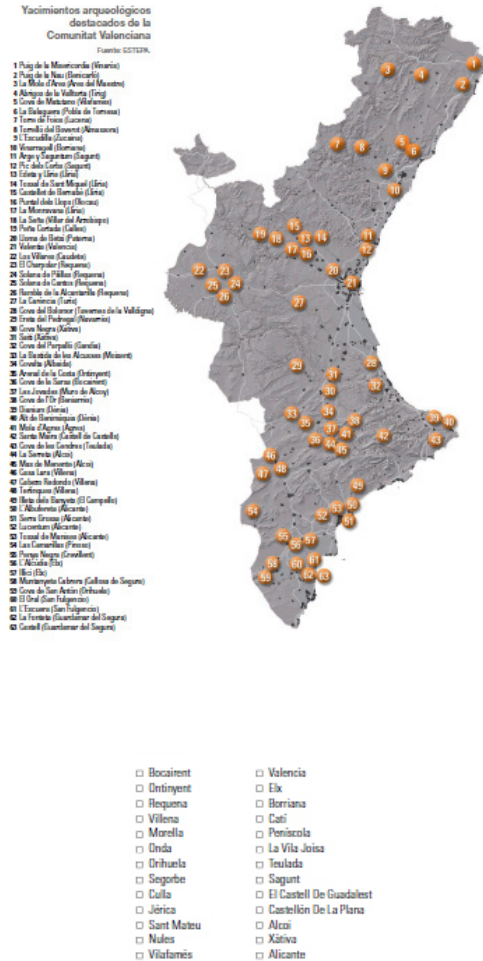 Yacimientos arqueológicos
destacados de la
Comunitat Valenciana
Fuente: ESTEPA.
1 Puig de la Misericordia (Vinaròs)
2 Puig de la Nau (Benicarló)
3 La Mola d'Ares (Ares del Maestre)
4 Abrigos de la Valltorta (Tirig)
5 Cova de Matutano (Vilafamés)
6 La Balaguera (Pobla de Tornesa)
7 Torre de Foios (Lucena)
8 Torrelló del Boverot (Almassora)
9 L'Escudilla (Zucaina)
10 Vinarragell (Borriana)
11 Arse y Saguntum (Sagunt)
12 Pic dels Corbs (Sagunt)
13 Edeta y Llíria (Llíria)
14 Tossal de Sant Miquel (Llíria)
15 Castellet de Bernabé (Llíria)
16 Puntal dels Llops (Olocau)
17 La Monravana (Llíria)
18 La Seña (Villar del Arzobispo)
19 Peña Cortada (Calles)
20 Lloma de Betxí (Paterna)
21 Valentia (Valencia)
22 Los Villares (Caudete)
23 El Charpolar (Requena)
24 Solana de Pilillas (Requena)
25 Solana de Cantos (Requena)
26 Rambla de la Alcantarilla (Requena)
27 La Carència (Turís)
28 Cova del Bolomor (Tavernes de la Valldigna)
29 Ereta del Pedregal (Navarrés)
30 Cova Negra (Xàtiva)
31 Saiti (Xàtiva)
32 Cova del Parpalló (Gandia)
33 La Bastida de les Alcusses (Moixent)
34 Covalta (Albaida)
35 Arenal de la Costa (Ontinyent)
36 Cova de la Sarsa (Bocairent)
37 Les Jovades (Muro de Alcoy)
38 Cova de l'Or (Beniarrés)
39 Dianium (Dénia)
40 Alt de Benimaquia (Dénia)
41 Mola d'Agres (Agres)
42 Santa Maira (Castell de Castells)
43 Cova de les Cendres (Teulada)
44 La Serreta (Alcoi)
45 Mas de Menente (Alcoi)
46 Casa Lara (Villena)
47 Cabezo Redondo (Villena)
48 Terlinques (Villena)
49 Illeta dels Banyets (El Campello)
50 L'Albufereta (Alicante)
51 Serra Grossa (Alicante)
52 Lucentum (Alicante)
53 Tossal de Manises (Alicante)
54 Las Camarillas (Pinoso)
55 Penya Negra (Crevillent)
56 L'Alcúdia (Elx)
57 Illici (Elx)
58 Muntanyeta Cabrera (Callosa de Segura)
59 Cova de San Antón (Orihuela)
60 El Oral (San Fulgencio)
61 L'Escuera (San Fulgencio)
62 La Fonteta (Guardamar del Segura)
63 Castell (Guardamar del Segura)
1
3
4
2
7
8
5
6
9
10
15
19
18
13
14
11
17
16
12
22
23
20
25
24
21
26
27
29
28
31
32
30
33
34
35
38
39
40
37
36
41
42
43
44
45
46
47
48
49
54
53
50
52
51
55
56
57
58
60
61
59
62
63
Bocairent
Ontinyent
Requena
Villena
Morella
Onda
Orihuela
Segorbe
Culla
Jérica
Sant Mateu
Nules
Vilafamés
Valencia
Elx
Borriana
Catí
Peníscola
La Vila Joisa
Teulada
Sagunt
El Castell De Guadalest
Castellón De La Plana
Alcoi
Xátiva
Alicante